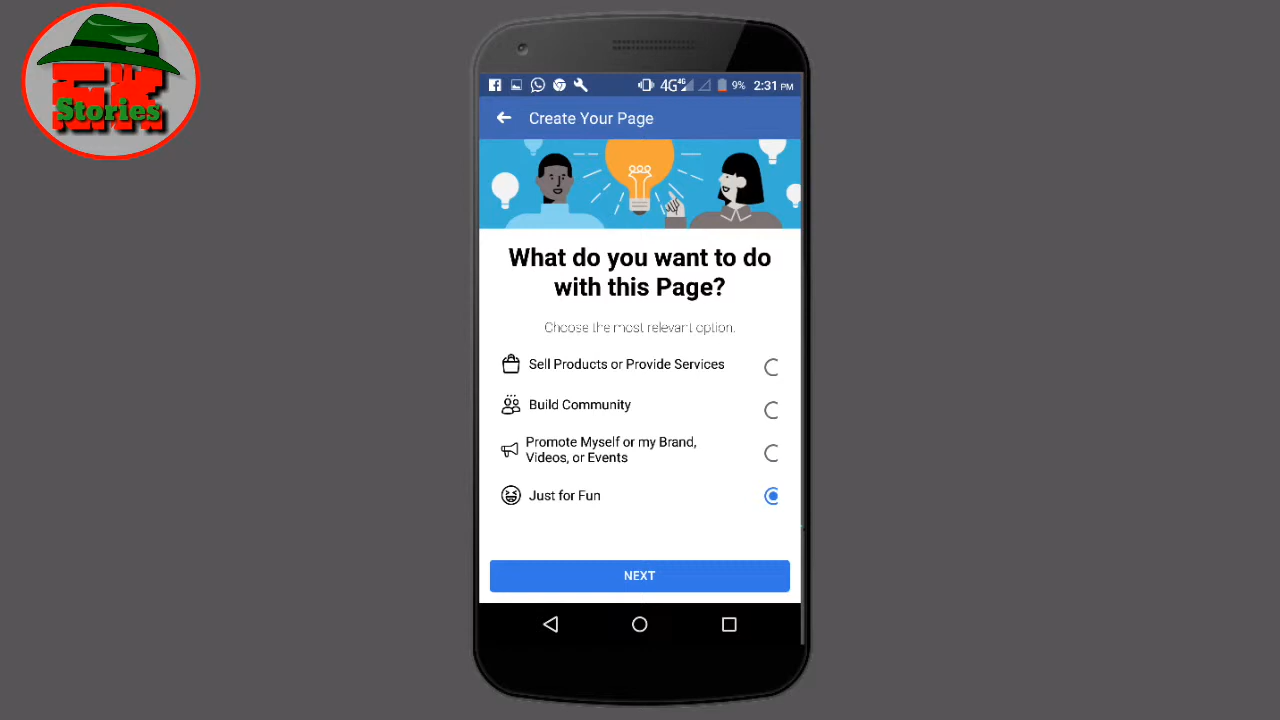 Stories
4G 4G 9% 2:31 PM
Create Your Page
What do you want to do
with this Page?
Choose the most relevant option.
Sell Products or Provide Services
Build Community
Promote Myself or my Brand,
Videos, or Events
Just for Fun
NEXT